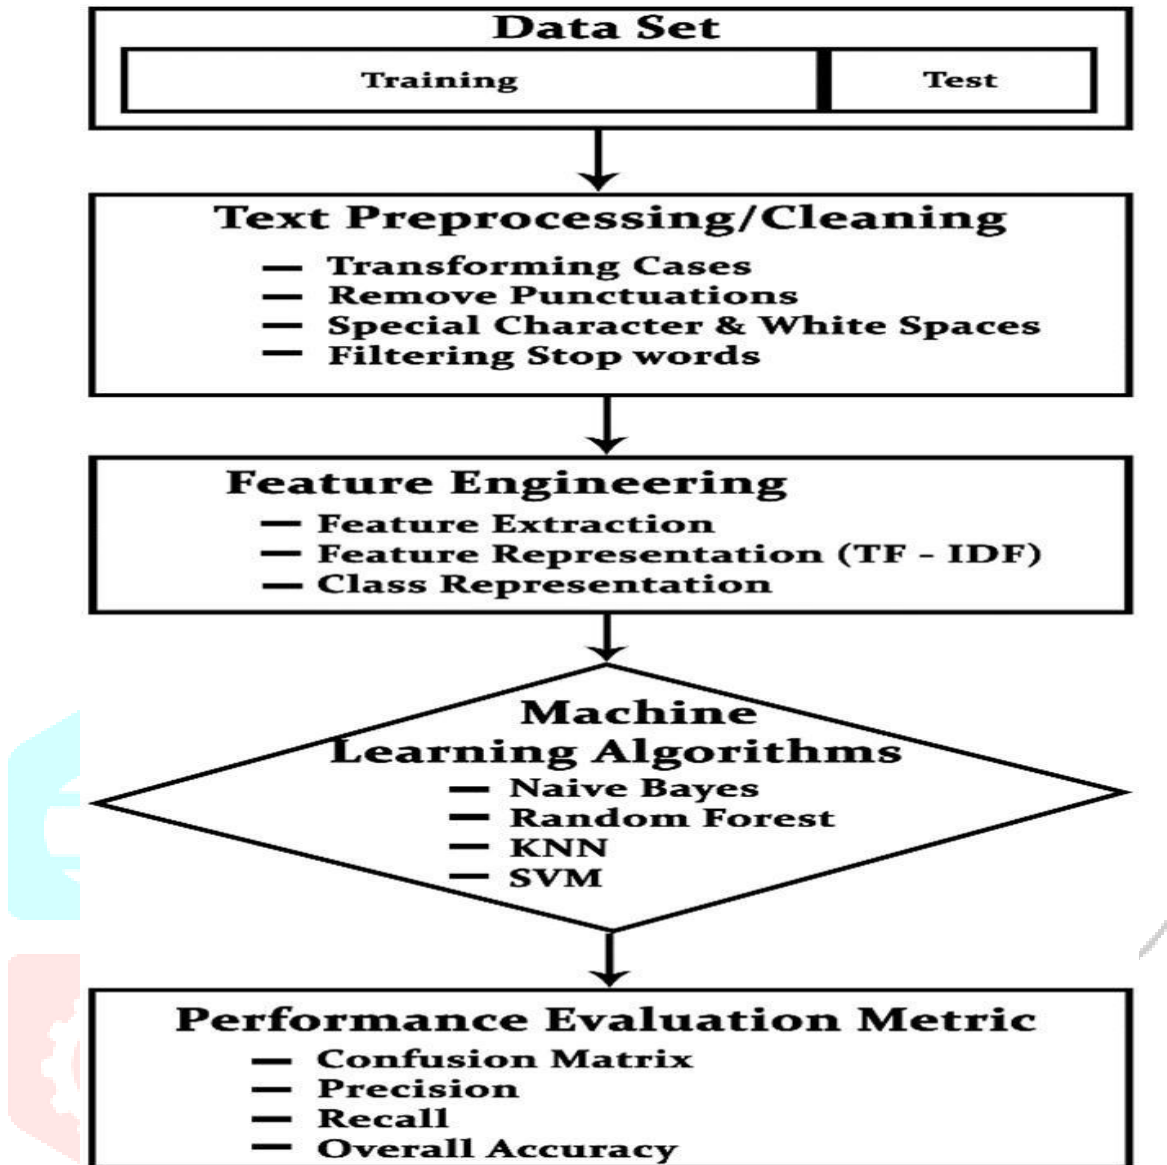 Data Set
Training Test
Text Preprocessing/Cleaning
— Transforming Cases
— Remove Punctuations
— Special Character & White Spaces
— Filtering Stop words
Feature Engineering
— Feature Extraction
— Feature Representation (TF - IDF)
— Class Representation
Machine
Learning Algorithms
— Naive Bayes
— Random Forest
— KNN
— SVM
Performance Evaluation Metric
— Confusion Matrix
— Precision
— Recall
— Overall Accuracy